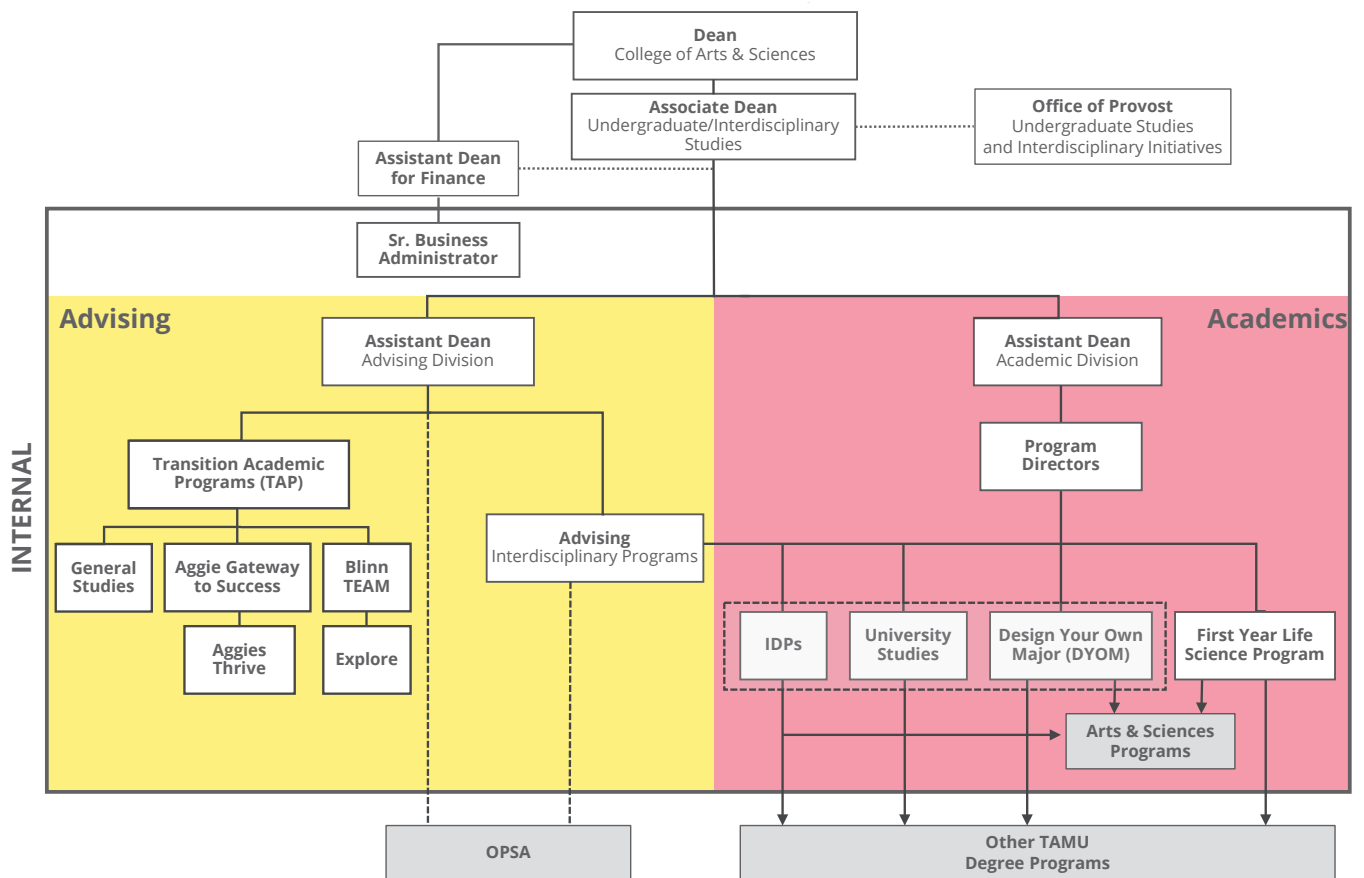 Dean
College of Arts & Sciences
Associate Dean
Undergraduate/Interdisciplinary
Studies
Office of Provost
Undergraduate Studies
and Interdisciplinary Initiatives
Assistant Dean
for Finance
Sr. Business
Administrator
INTERNAL
Advising
Academics
Assistant Dean
Advising Division
Assistant Dean
Academic Division
Transition Academic
Programs (TAP)
Program
Directors
Advising
Interdisciplinary Programs
General
Studies
Aggie Gateway
to Success
Blinn
TEAM
Aggies
Thrive
Explore
IDPs
University
Studies
Design Your Own
Major (DYOM)
First Year Life
Science Program
Arts & Sciences
Programs
OPSA
Other TAMU
Degree Programs